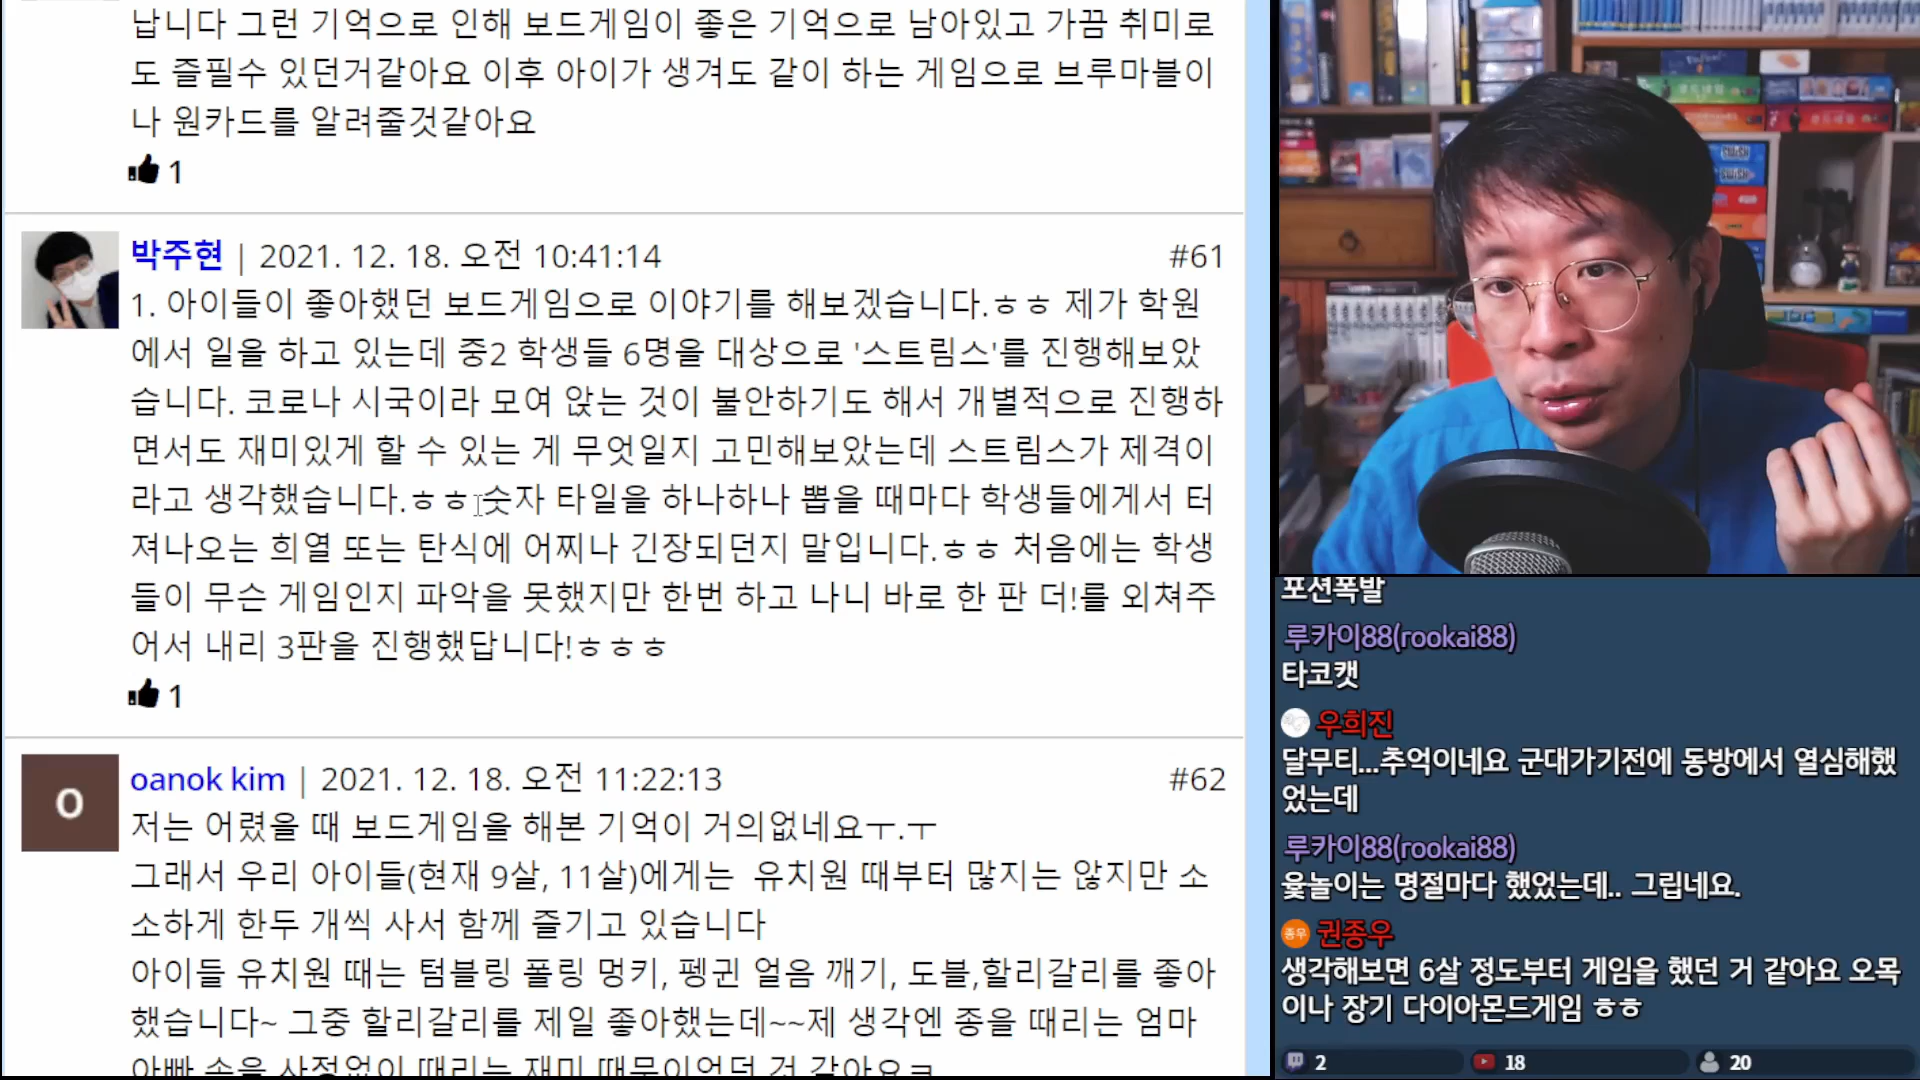 납니다 그런 기억으로 인해 보드게임이 좋은 기억으로 남아있고 가끔 취미로
도 즐필수 있던거같아요 이후 아이가 생겨도 같이 하는 게임으로 브루마블이
나 원카드를 알려줄것같아요
1
박주현 | 2021. 12. 18. 오전 10:41:14 #61
1. 아이들이 좋아했던 보드게임으로 이야기를 해보겠습니다.ㅎㅎ 제가 학원
에서 일을 하고 있는데 중2 학생들 6명을 대상으로 '스트림스'를 진행해보았
습니다. 코로나 시국이라 모여 앉는 것이 불안하기도 해서 개별적으로 진행하
면서도 재미있게 할 수 있는 게 무엇일지 고민해보았는데 스트림스가 제격이
라고 생각했습니다.ㅎㅎ 숫자 타일을 하나하나 뽑을 때마다 학생들에게서 터
져나오는 희열 또는 탄식에 어찌나 긴장되던지 말입니다.ㅎㅎ 처음에는 학생
들이 무슨 게임인지 파악을 못했지만 한번 하고 나니 바로 한 판 더!를 외쳐주
어서 내리 3판을 진행했답니다!ㅎㅎㅎ
1
O
oanok kim | 2021. 12. 18. 오전 11:22:13 #62
저는 어렸을 때 보드게임을 해본 기억이 거의없네요ㅜ.ㅜ
그래서 우리 아이들(현재 9살, 11살)에게는 유치원 때부터 많지는 않지만 소
소하게 한두 개씩 사서 함께 즐기고 있습니다
아이들 유치원 때는 텀블링 폴링 멍키, 펭귄 얼음 깨기, 도블,할리갈리를 좋아
했습니다~ 그중 할리갈리를 제일 좋아했는데~~제 생각엔 종을 때리는 엄마
아빠 손을 사정없이 때리는 재미 때문이었던 것 같아요ㅋ
SWISH
SWISH
포션폭발
루카이88(rookai88)
타코캣
우희진
달무티...추억이네요 군대가기전에 동방에서 열심해했
었는데
루카이88(rookai88)
윷놀이는 명절마다 했었는데.. 그립네요.
종우 권종우
생각해보면 6살 정도부터 게임을 했던 거 같아요 오목
이나 장기 다이아몬드게임 ㅎㅎ
2 18 20